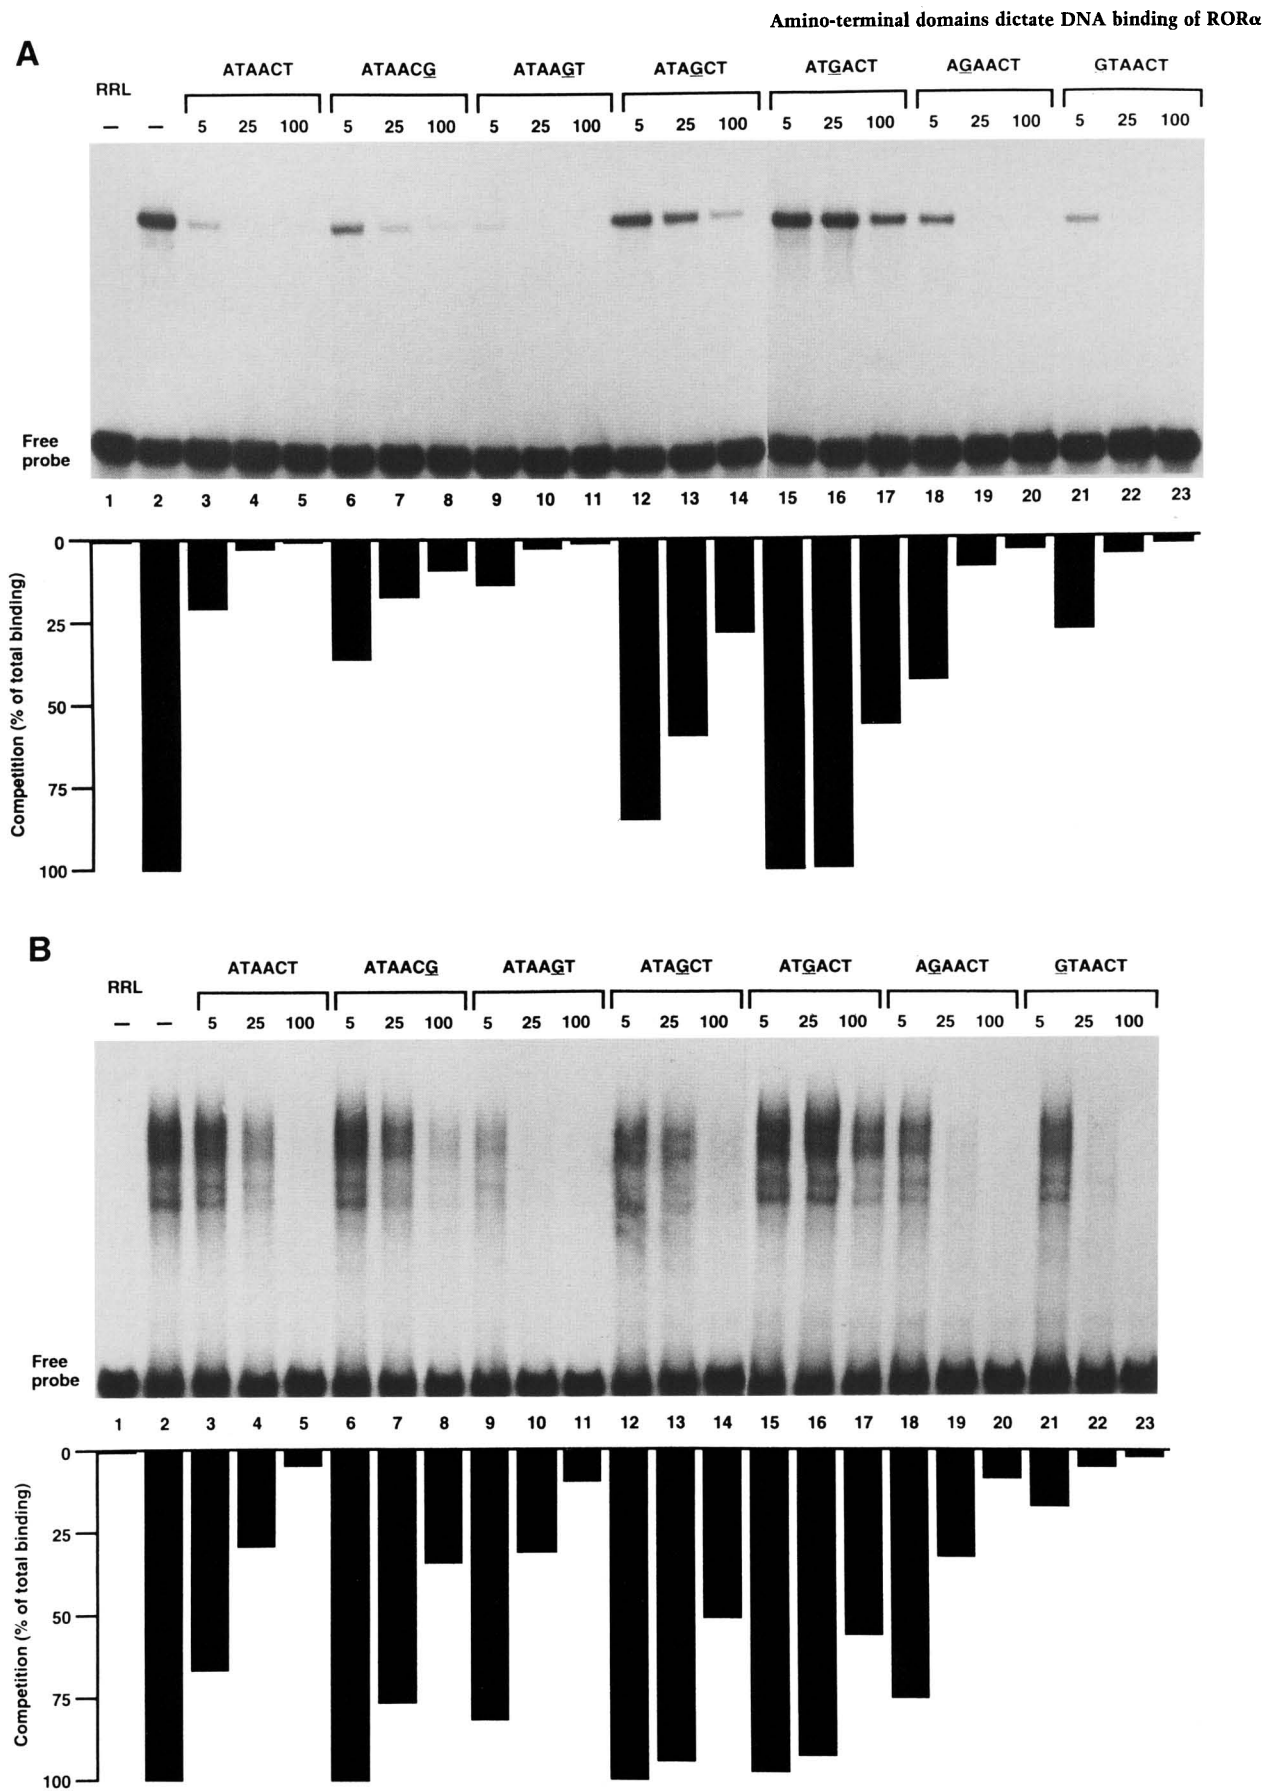 Amino-terminal domains dictate DNA binding of RORα
A
ATAACT ATAACG ATAAGT ATAGCT ATGACT AGAACT GTAACT
RRL
— — 5 25 100 5 25 100 5 25 100 5 25 100 5 25 100 5 25 100 5 25 100
Free
probe
1 2 3 4 5 6 7 8 9 10 11 12 13 14 15 16 17 18 19 20 21 22 23
Competition (% of total binding)
0
25
50
75
100
B
ATAACT ATAACG ATAAGT ATAGCT ATGACT AGAACT GTAACT
RRL
— — 5 25 100 5 25 100 5 25 100 5 25 100 5 25 100 5 25 100 5 25 100
Free
probe
1 2 3 4 5 6 7 8 9 10 11 12 13 14 15 16 17 18 19 20 21 22 23
Competition (% of total binding)
0
25
50
75
100